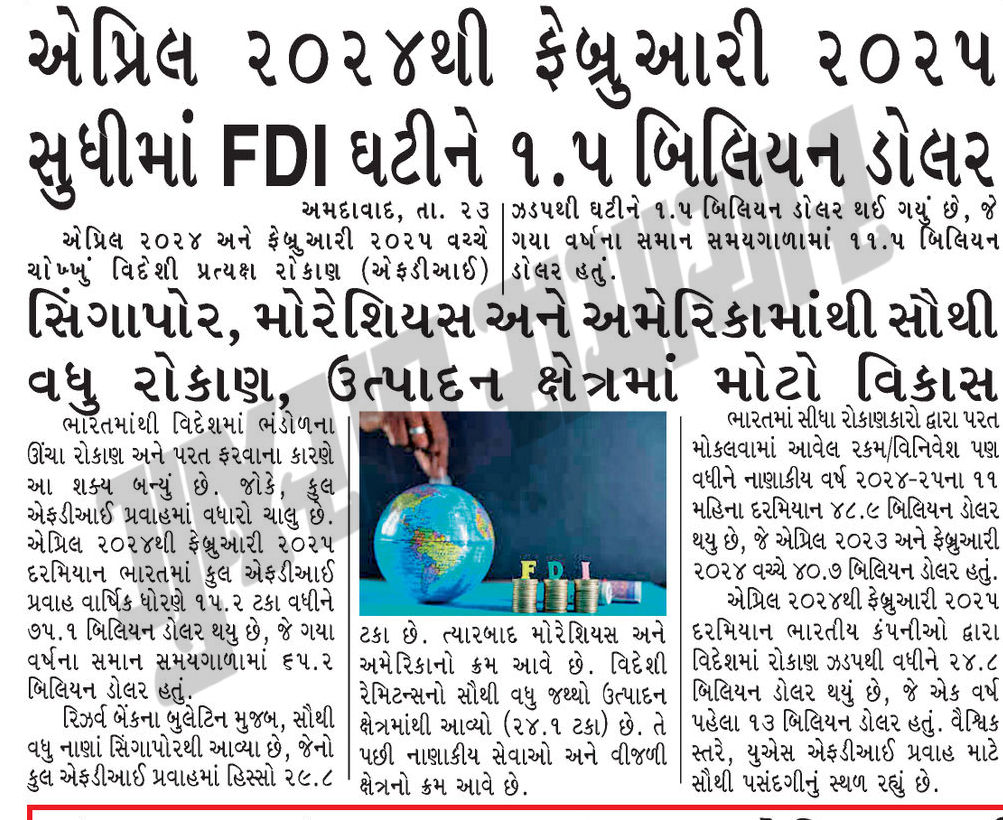 એપ્રિલ ૨૦૨૪થી ફેબ્રુઆરી ૨૦૨૫
સુધીમાં FDI ઘટીને ૧.૫ બિલિયન ડોલર
અમદાવાદ, તા. ૨૩
એપ્રિલ ૨૦૨૪ અને ફેબ્રુઆરી ૨૦૨૫ વચ્ચે
ચોખ્ખું વિદેશી પ્રત્યક્ષ રોકાણ (એફડીઆઈ)
ઝડપથી ઘટીને ૧.૫ બિલિયન ડોલર થઈ ગયું છે, જે
ગયા વર્ષના સમાન સમયગાળામાં ૧૧.૫ બિલિયન
ડોલર હતું.
સિંગાપોર, મોરેશિયસ અને અમેરિકામાંથી સૌથી
વધુ રોકાણ, ઉત્પાદન ક્ષેત્રમાં મોટો વિકાસ
ભારતમાંથી વિદેશમાં ભંડોળના
ઊંચા રોકાણ અને પરત ફરવાના કારણે
આ શક્ય બન્યું છે. જોકે, કુલ
એફડીઆઈ પ્રવાહમાં વધારો ચાલુ છે.
એપ્રિલ ૨૦૨૪થી ફેબ્રુઆરી ૨૦૨૫
દરમિયાન ભારતમાં કુલ એફડીઆઈ
પ્રવાહ વાર્ષિક ધોરણે ૧૫.૨ ટકા વધીને
૭૫.૧ બિલિયન ડોલર થયુ છે, જે ગયા
વર્ષના સમાન સમયગાળામાં ૬૫.૨
બિલિયન ડોલર હતું.
રિઝર્વ બેંકના બુલેટિન મુજબ, સૌથી
વધુ નાણાં સિંગાપોરથી આવ્યા છે, જેનો
કુલ એફડીઆઈ પ્રવાહમાં હિસ્સો ૨૯.૮
FDI
ટકા છે. ત્યારબાદ મોરેશિયસ અને
અમેરિકાનો ક્રમ આવે છે. વિદેશી
રેમિટન્સનો સૌથી વધુ જથ્થો ઉત્પાદન
ક્ષેત્રમાંથી આવ્યો (૨૪.૧ ટકા) છે. તે
પછી નાણાકીય સેવાઓ અને વીજળી
ક્ષેત્રનો ક્રમ આવે છે.
ભારતમાં સીધા રોકાણકારો દ્વારા પરત
મોકલવામાં આવેલ રકમ/વિનિવેશ પણ
વધીને નાણાકીય વર્ષ ૨૦૨૪-૨૫ના ૧૧
મહિના દરમિયાન ૪૮.૯ બિલિયન ડોલર
થયુ છે, જે એપ્રિલ ૨૦૨૩ અને ફેબ્રુઆરી
૨૦૨૪ વચ્ચે ૪૦.૭ બિલિયન ડોલર હતું.
એપ્રિલ ૨૦૨૪થી ફેબ્રુઆરી ૨૦૨૫
દરમિયાન ભારતીય કંપનીઓ દ્વારા
વિદેશમાં રોકાણ ઝડપથી વધીને ૨૪.૮
બિલિયન ડોલર થયું છે, જે એક વર્ષ
પહેલા ૧૩ બિલિયન ડોલર હતું. વૈશ્વિક
સ્તરે, યુએસ એફડીઆઈ પ્રવાહ માટે
સૌથી પસંદગીનું સ્થળ રહ્યું છે.